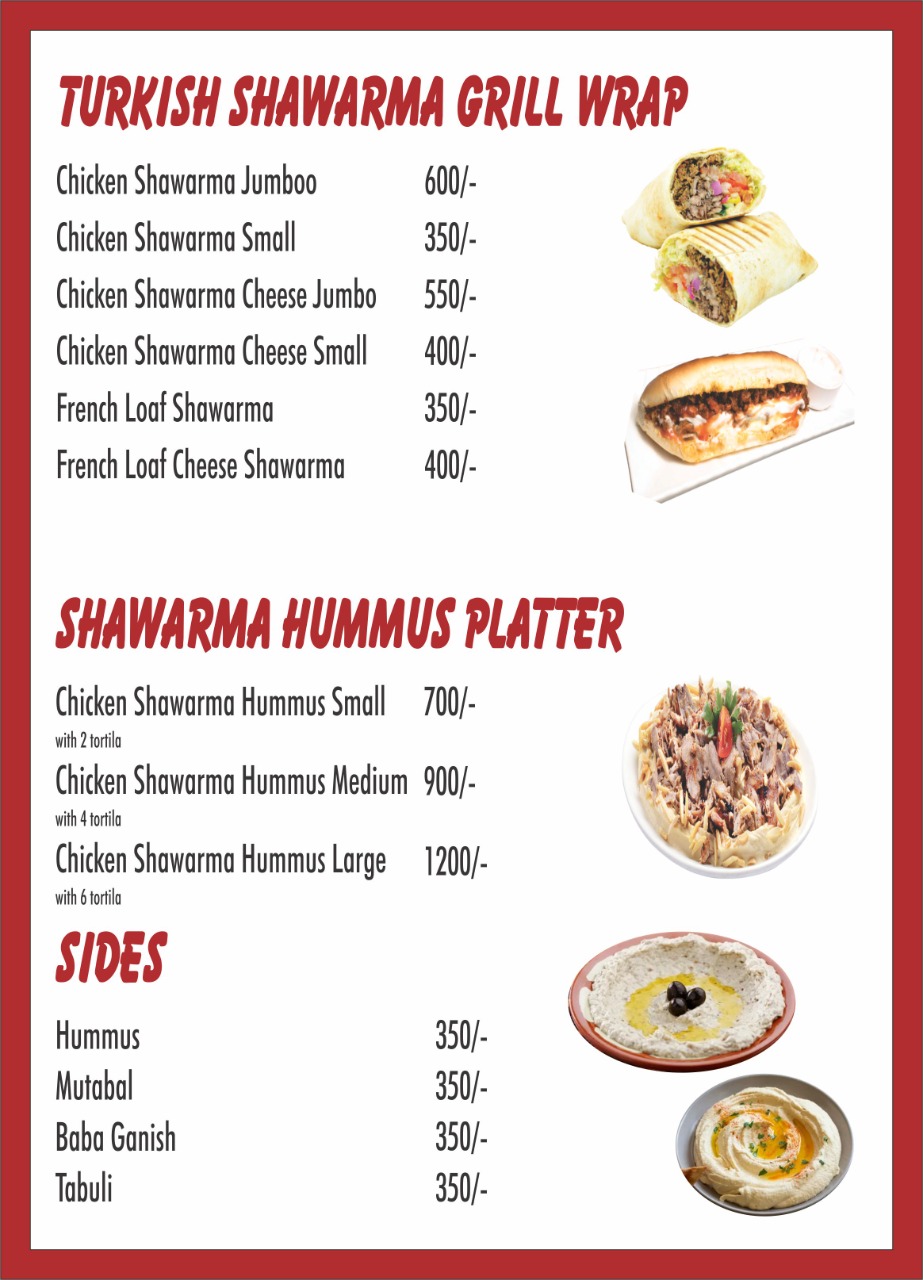 TURKISH SHAWARMA GRILL WRAP
Chicken Shawarma Jumboo 600/-
Chicken Shawarma Small 350/-
Chicken Shawarma Cheese Jumbo 550/-
Chicken Shawarma Cheese Small 400/-
French Loaf Shawarma 350/-
French Loaf Cheese Shawarma 400/-
SHAWARMA HUMMUS PLATTER
Chicken Shawarma Hummus Small 700/-
with 2 tortila
Chicken Shawarma Hummus Medium 900/-
with 4 tortila
Chicken Shawarma Hummus Large 1200/-
with 6 tortila
SIDES
Hummus 350/-
Mutabal 350/-
Baba Ganish 350/-
Tabuli 350/-